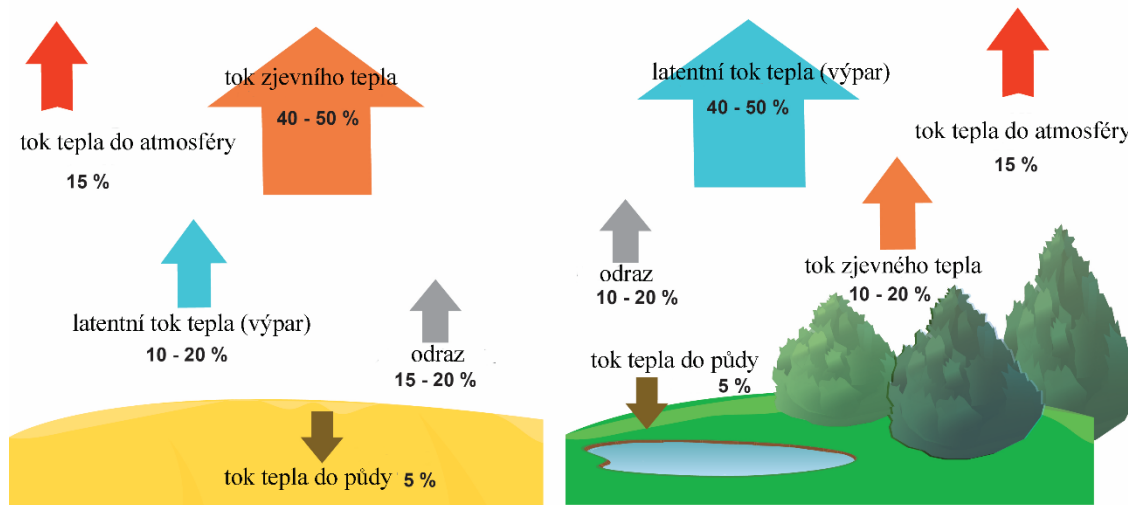 tok zjevního tepla
40 - 50 %
tok tepla do atmosféry
15 %
latentní tok tepla (výpar)
10 - 20 %
odraz
15 - 20 %
tok tepla do půdy 5 %
latentní tok tepla (výpar)
40 - 50 %
tok tepla do atmosféry
15 %
odraz
10 - 20 %
tok zjevného tepla
10 - 20 %
tok tepla do půdy
5 %